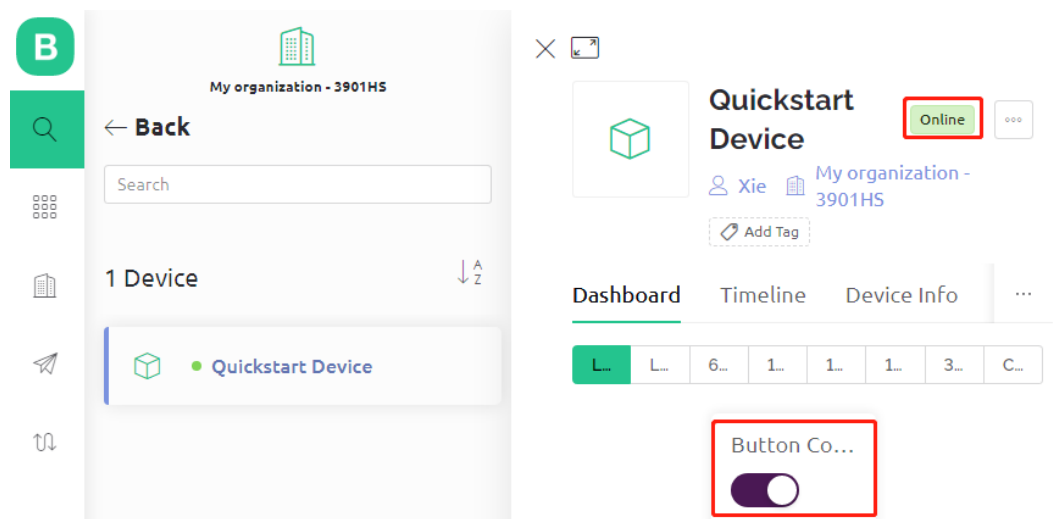 B
My organization - 3901HS
← Back
Search
1 Device
A
Z
Quickstart Device
Quickstart
Device
Online
Xie
My organization -
3901HS
Add Tag
Dashboard Timeline Device Info ...
L... L... 6... 1... 1... 1... 3... C...
Button Co...